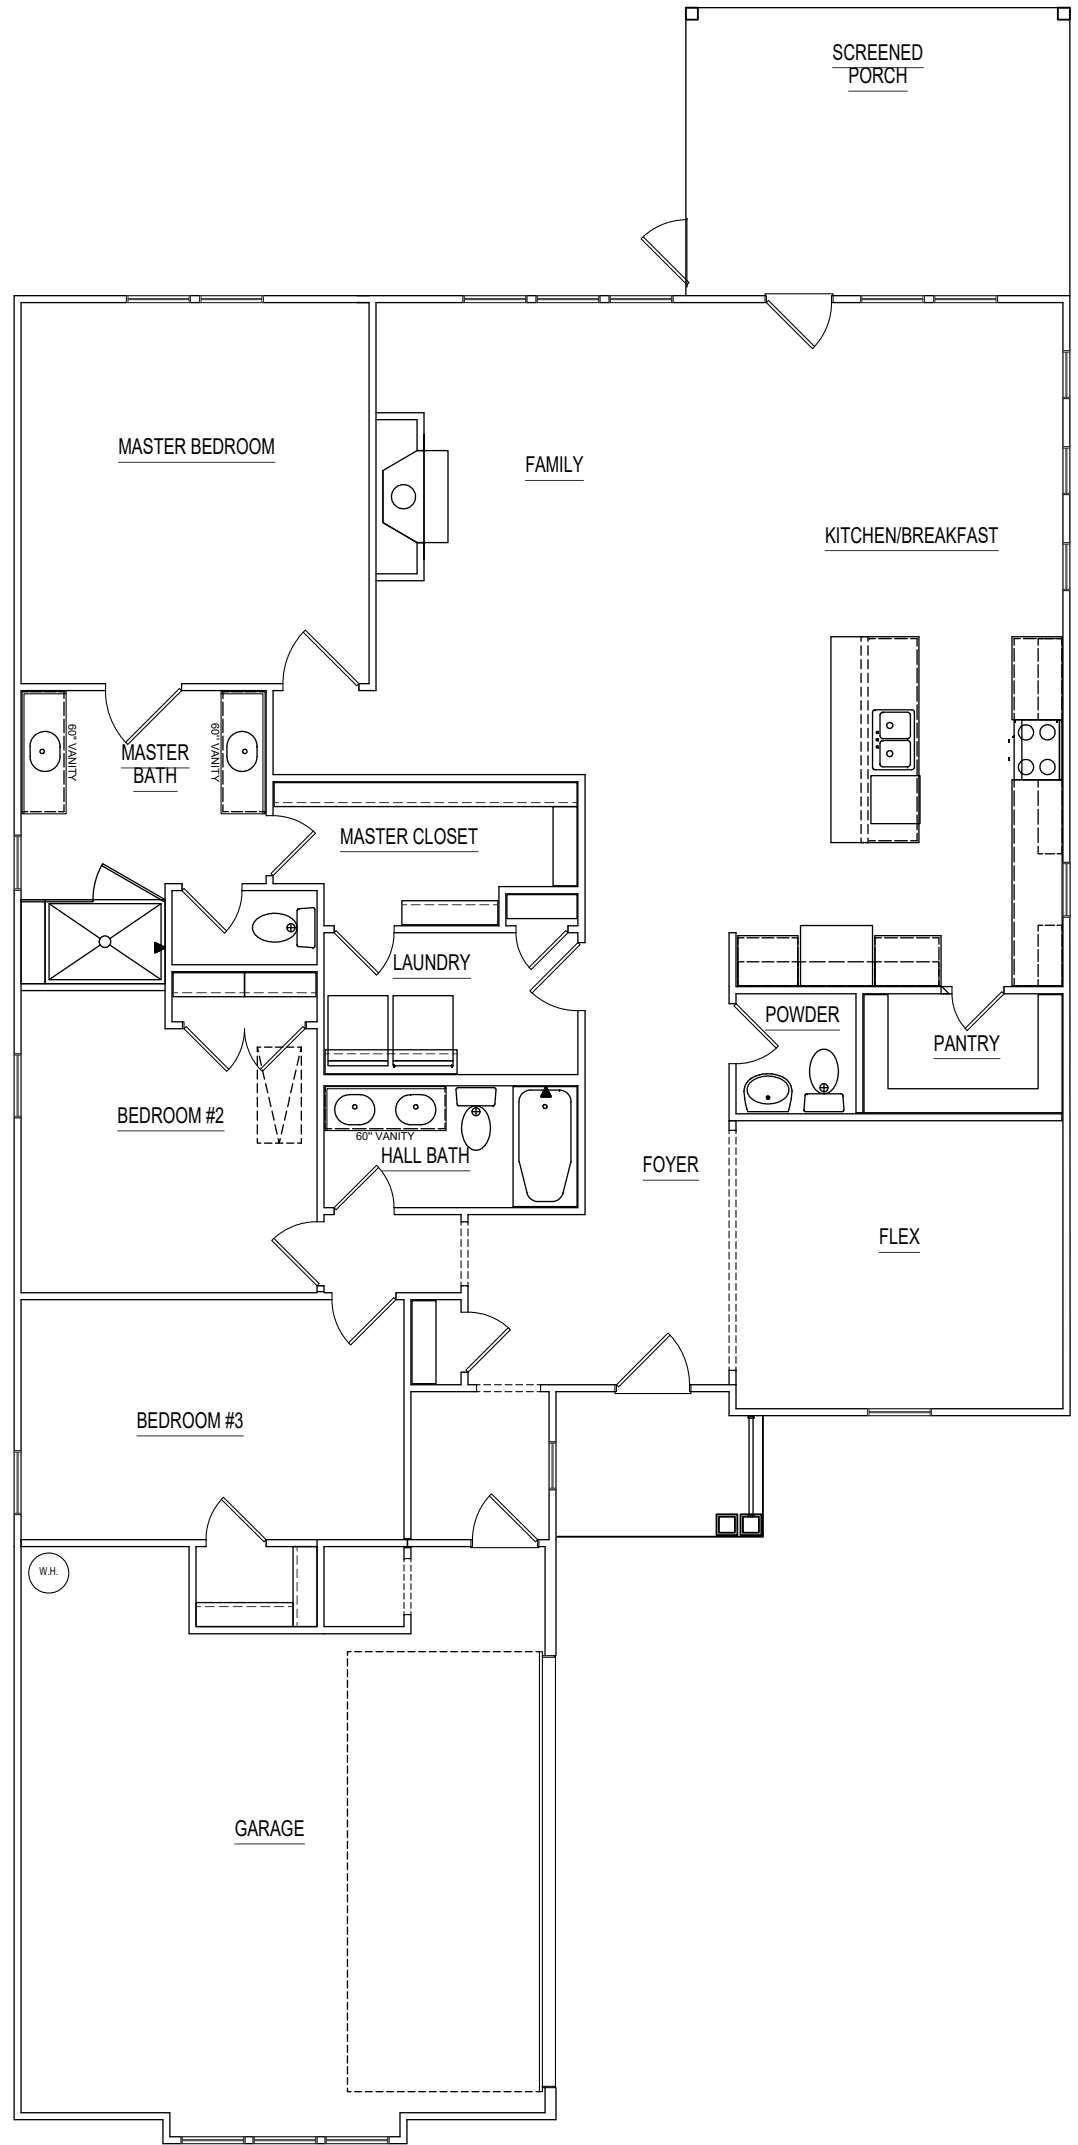 SCREENED
PORCH
MASTER BEDROOM
FAMILY
KITCHEN/BREAKFAST
60" VANITY
60" VANITY
MASTER
BATH
MASTER CLOSET
LAUNDRY
POWDER
PANTRY
BEDROOM #2
60" VANITY
HALL BATH
FOYER
FLEX
BEDROOM #3
W.H.
GARAGE